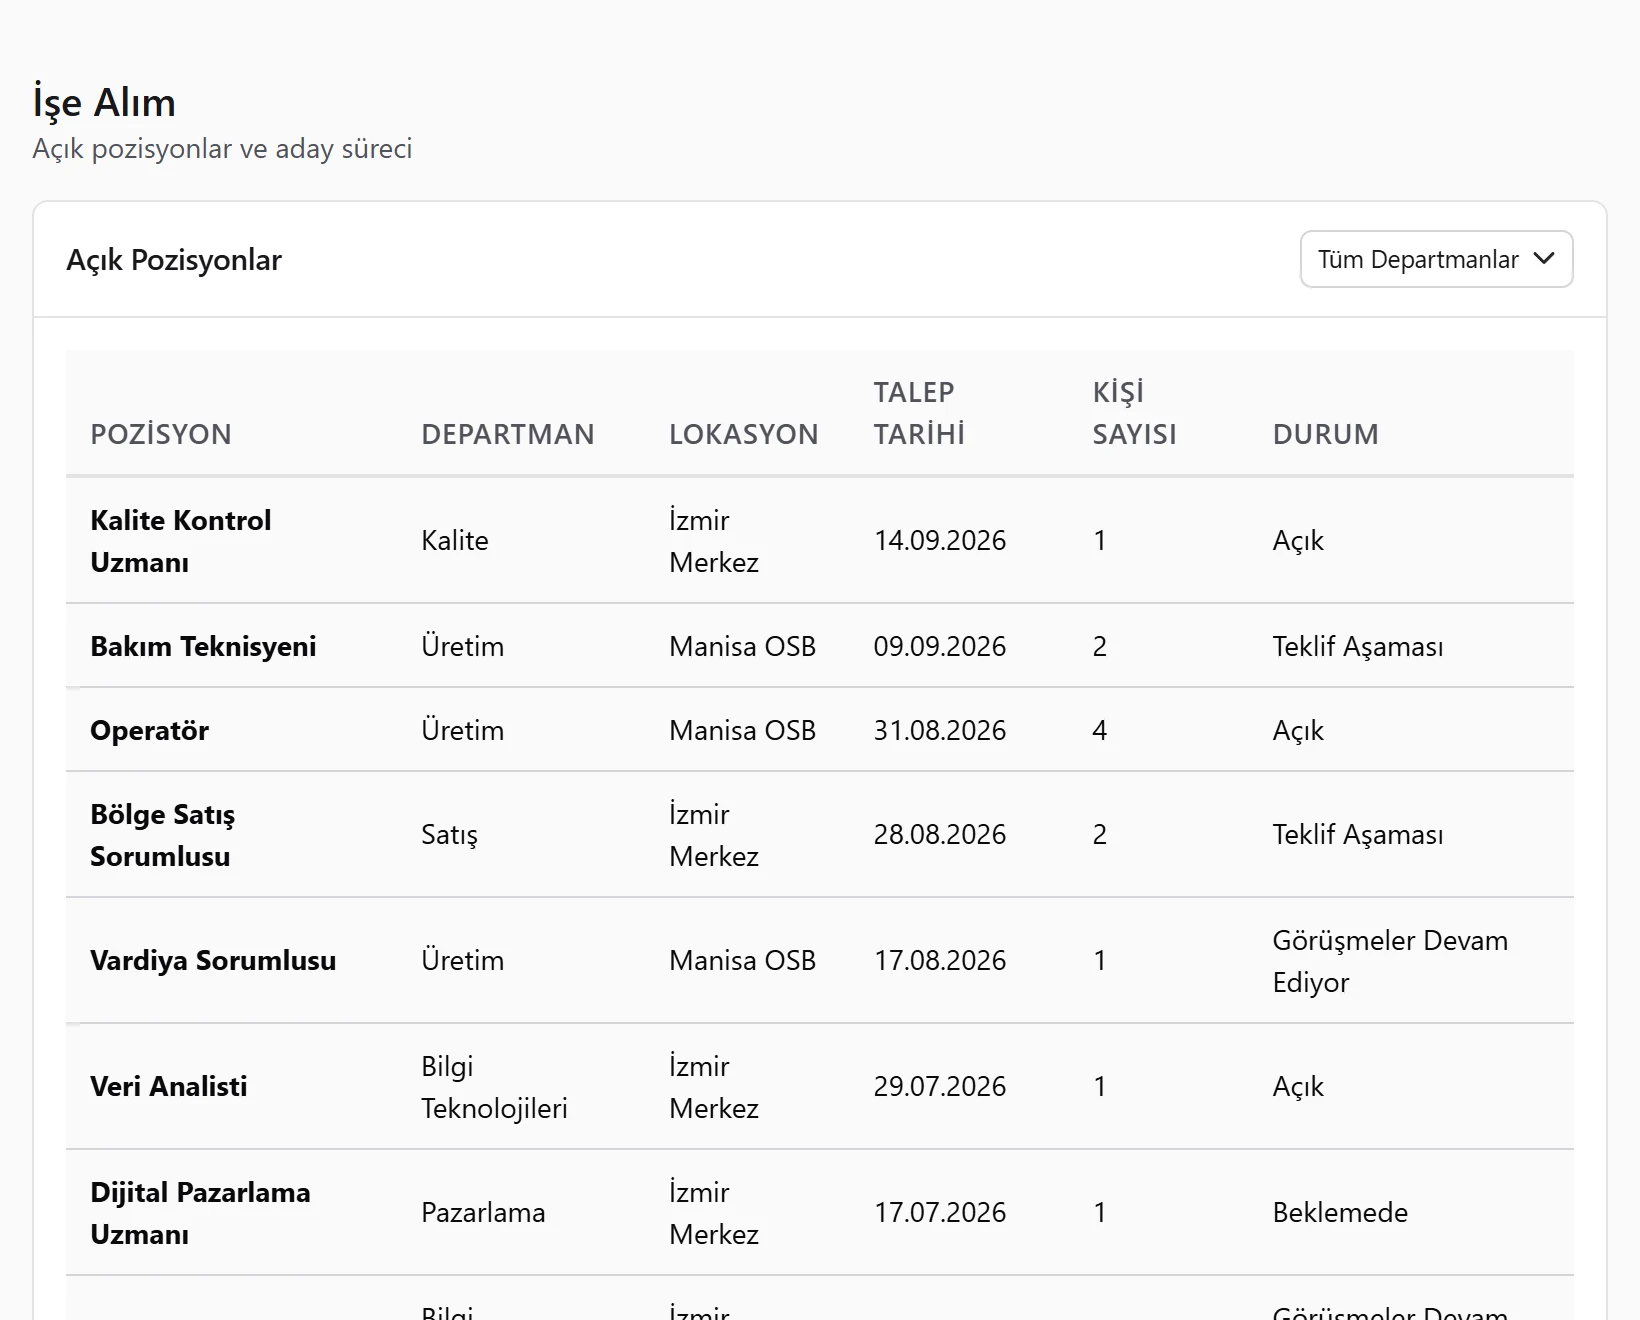 İşe Alım
Açık pozisyonlar ve aday süreci
Açık Pozisyonlar
Tüm Departmanlar
POZİSYON DEPARTMAN LOKASYON TALEP TARİHİ KİŞİ SAYISI DURUM
Kalite Kontrol Uzmanı Kalite İzmir Merkez 14.09.2026 1 Açık
Bakım Teknisyeni Üretim Manisa OSB 09.09.2026 2 Teklif Aşaması
Operatör Üretim Manisa OSB 31.08.2026 4 Açık
Bölge Satış Sorumlusu Satış İzmir Merkez 28.08.2026 2 Teklif Aşaması
Vardiya Sorumlusu Üretim Manisa OSB 17.08.2026 1 Görüşmeler Devam Ediyor
Veri Analisti Bilgi Teknolojileri İzmir Merkez 29.07.2026 1 Açık
Dijital Pazarlama Uzmanı Pazarlama İzmir Merkez 17.07.2026 1 Beklemede
Bilgi İzmir Görüşmeler Devam